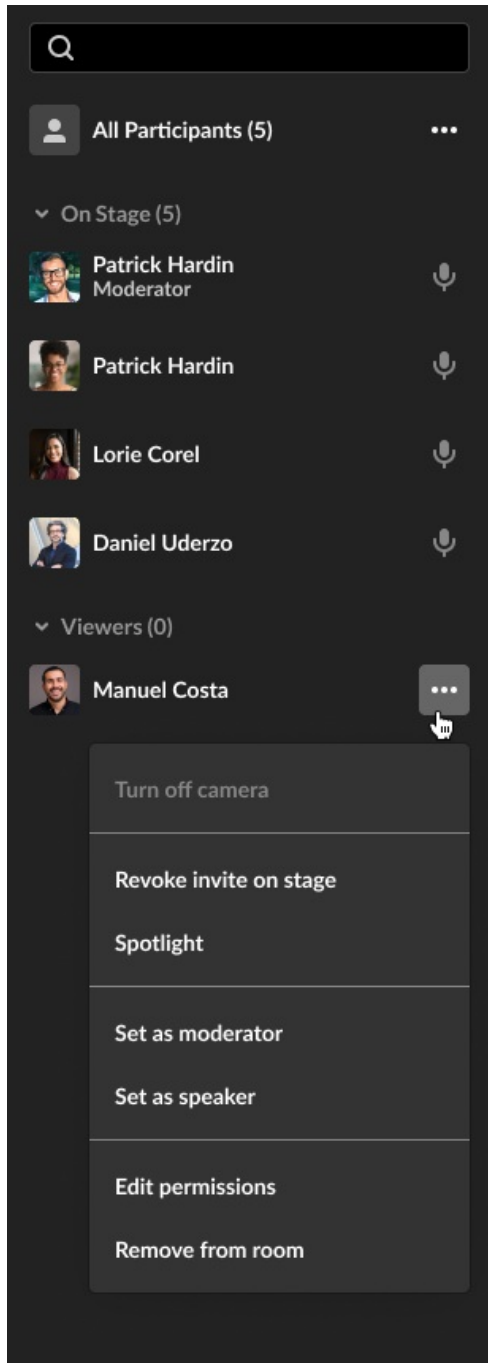 All Participants (5)
On Stage (5)
Patrick Hardin
Moderator
Patrick Hardin
Lorie Corel
Daniel Uderzo
Viewers (0)
Manuel Costa
Turn off camera
Revoke invite on stage
Spotlight
Set as moderator
Set as speaker
Edit permissions
Remove from room